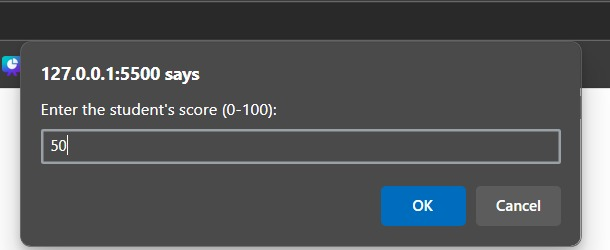 127.0.0.1:5500 says
Enter the student's score (0-100):
50
OK
Cancel